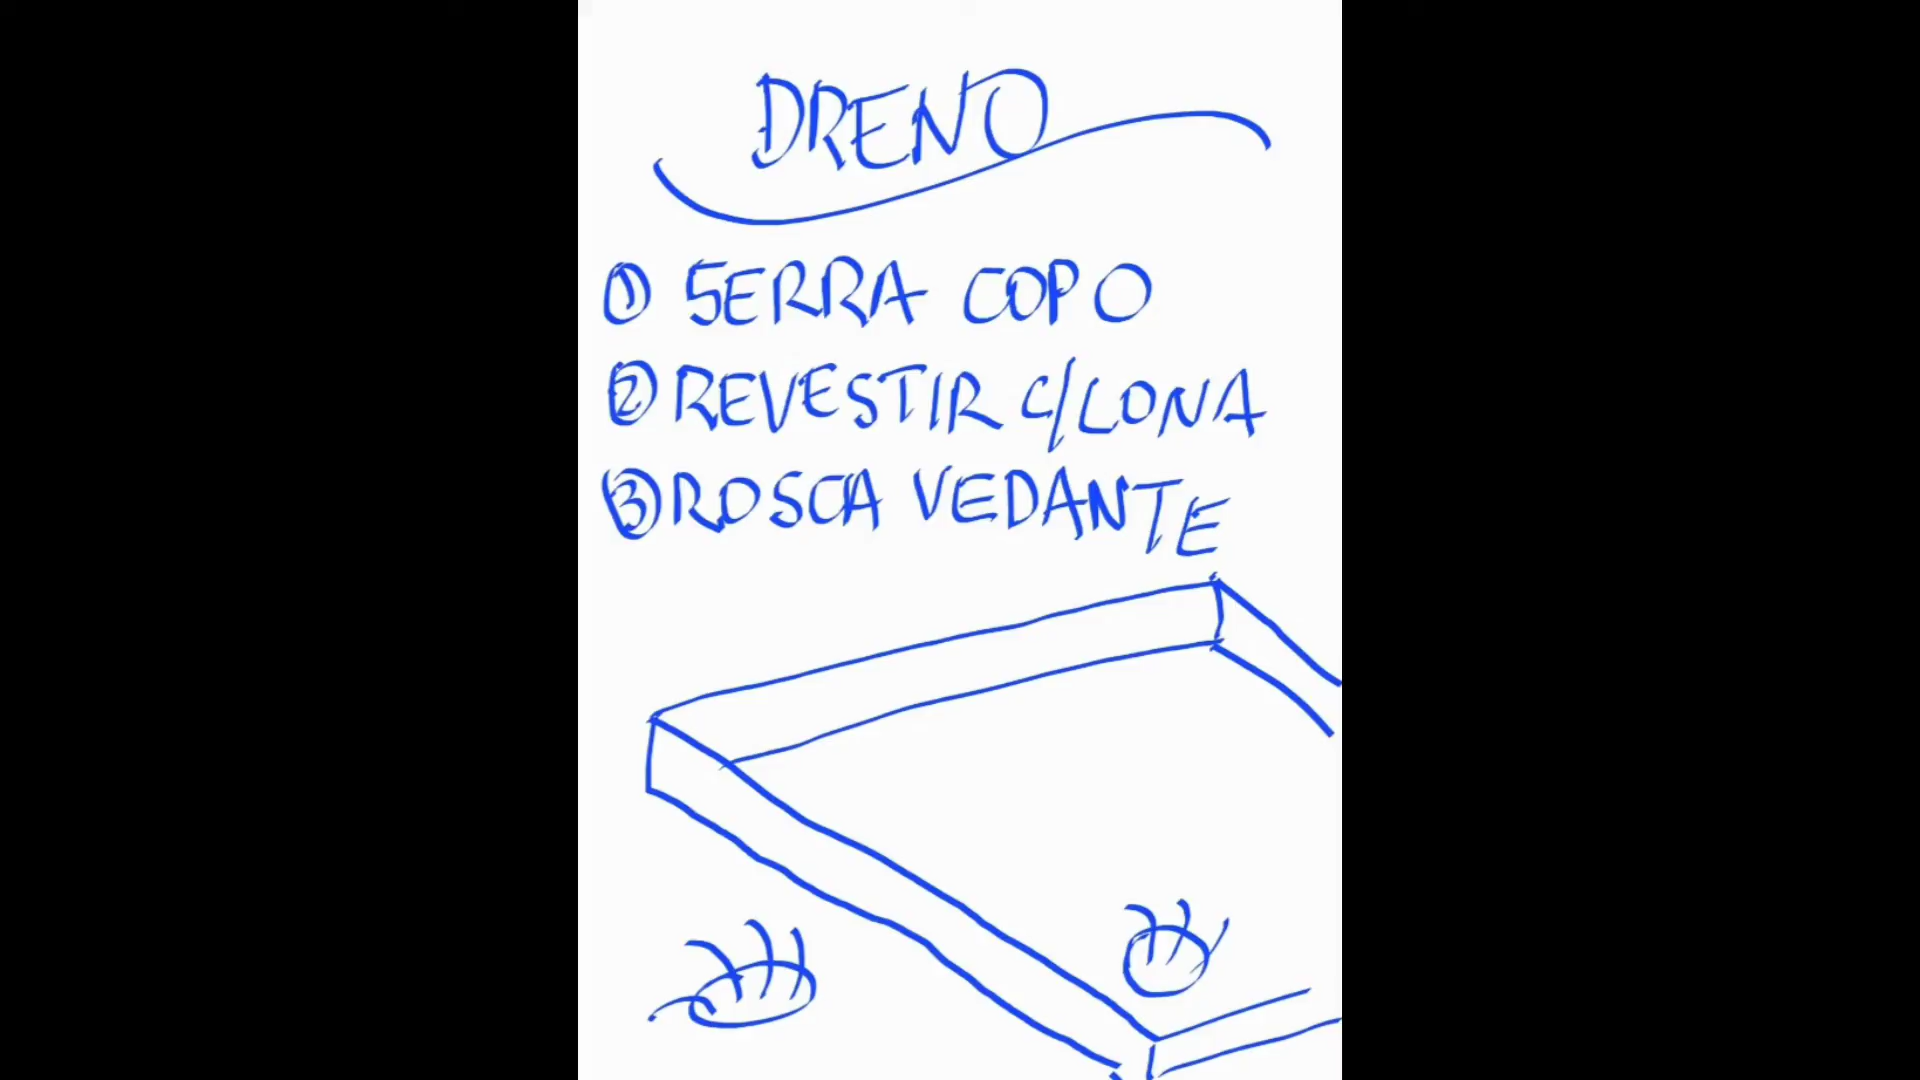 DRENO
① SERRA COPO
② REVESTIR C/LONA
③ ROSCA VEDANTE